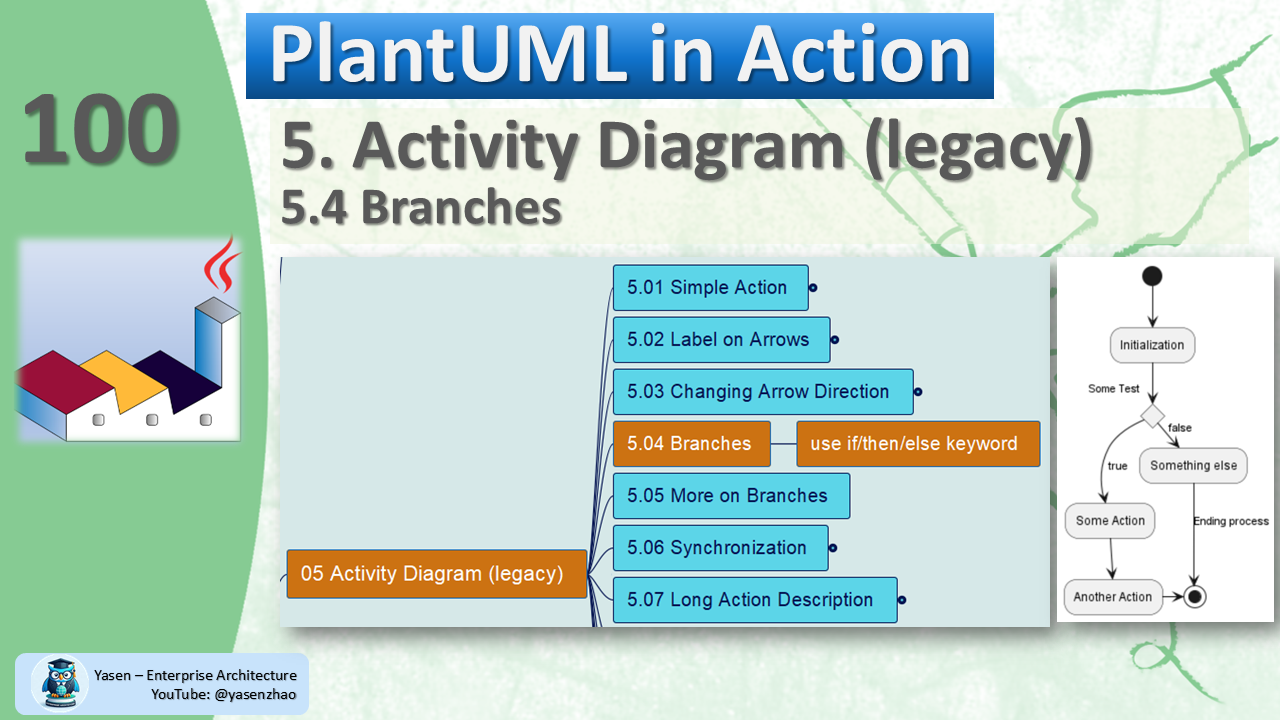 PlantUML in Action
100
5. Activity Diagram (legacy)
5.4 Branches
5.01 Simple Action
5.02 Label on Arrows
5.03 Changing Arrow Direction
5.04 Branches
use if/then/else keyword
5.05 More on Branches
5.06 Synchronization
05 Activity Diagram (legacy)
5.07 Long Action Description
Initialization
Some Test
false
true
Something else
Some Action
Ending process
Another Action
Yasen – Enterprise Architecture
YouTube: @yasenzhao